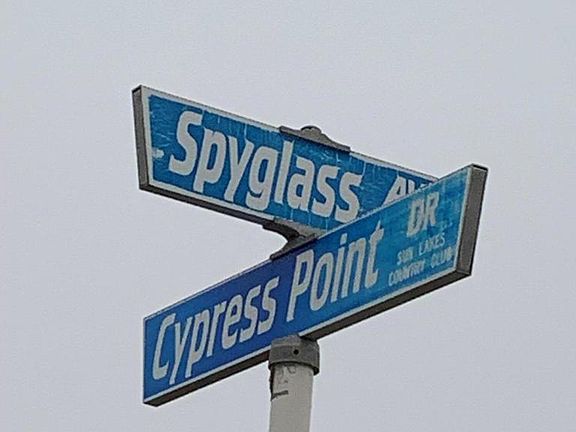 Spyglass
Cypress Point DR
SUN LAKES
COUNTRY CLUB